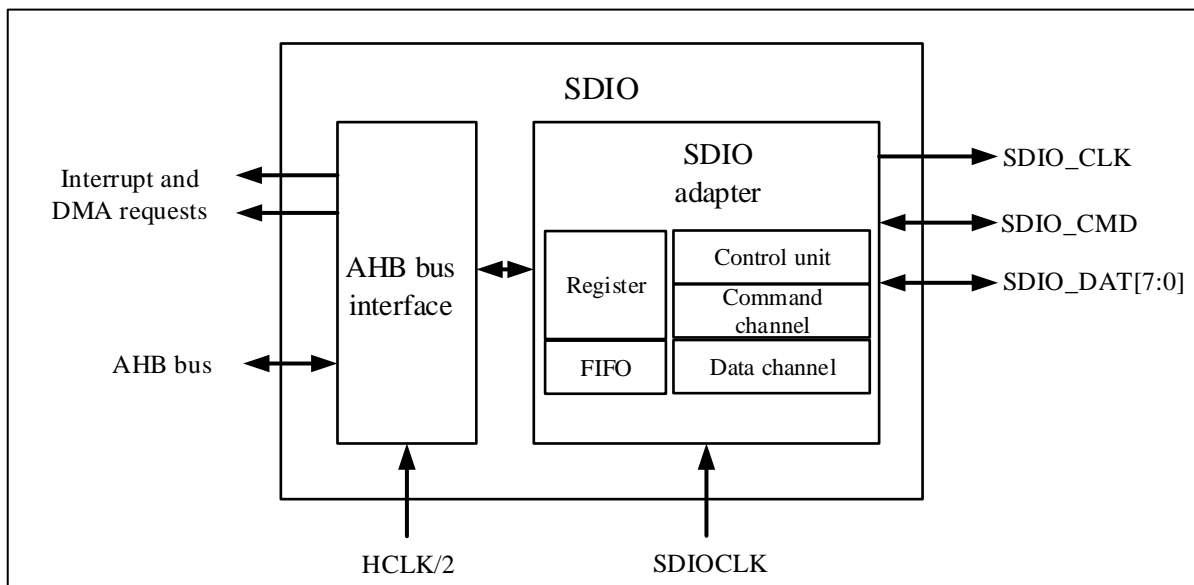 SDIO
Interrupt and
DMA requests
AHB bus
AHB bus
interface
SDIO
adapter
Register
FIFO
Control unit
Command
channel
Data channel
SDIO_CLK
SDIO_CMD
SDIO_DAT[7:0]
HCLK/2
SDIOCLK